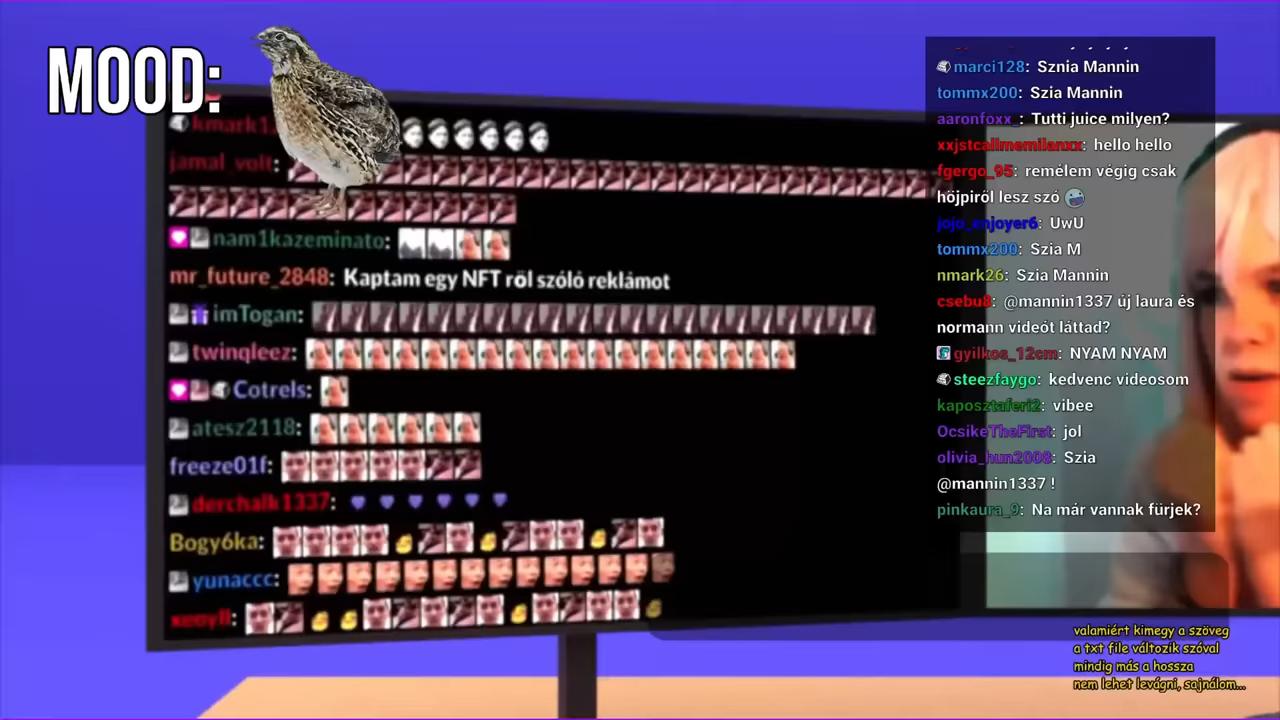 MOOD:
jamal_volt:
nam1kazeminato:
mr_future_2848: Kaptam egy NFT ről szóló reklámot
imTogan:
twinqleez:
Cotrels:
atesz2118:
freeze01f:
derchalk1337:
Bogy6ka:
yunaccc:
xeoyll:
marci128: Sznia Mannin
tommx200: Szia Mannin
aaronfoxx_: Tutti juice milyen?
xxjstcallmemilanxx: hello hello
fgergo_95: remélem végig csak
höjpiről lesz szó
jojo_enjoyer6: UwU
tommx200: Szia M
nmark26: Szia Mannin
csebu8: @mannin1337 új laura és
normann videót láttad?
gyilkos_12cm: NYAM NYAM
steezfaygo: kedvenc videosom
kaposztaferi2: vibee
OcsikeTheFirst: jol
olivia_hun2008: Szia
@mannin1337 !
pinkaura_9: Na már vannak fürjek?
valamiért kimegy a szöveg
a txt file változik szóval
mindig más a hossza
nem lehet levágni, sajnálom...